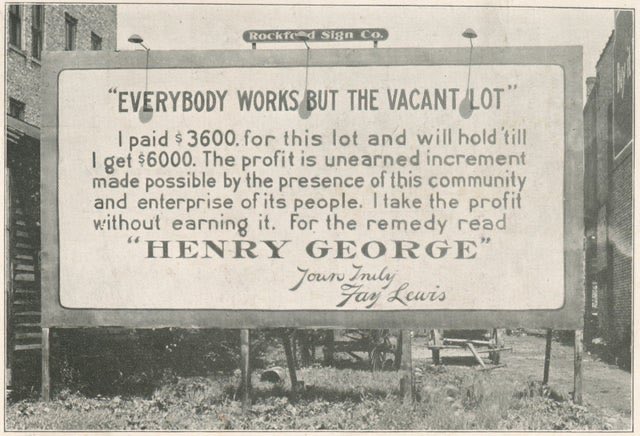 Rockford Sign Co.
"EVERYBODY WORKS BUT THE VACANT LOT"
I paid $3600. for this lot and will hold 'till
I get $6000. The profit is unearned increment
made possible by the presence of this community
and enterprise of its people. I take the profit
without earning it. For the remedy read
"HENRY GEORGE"
Yours Truly
Fay Lewis